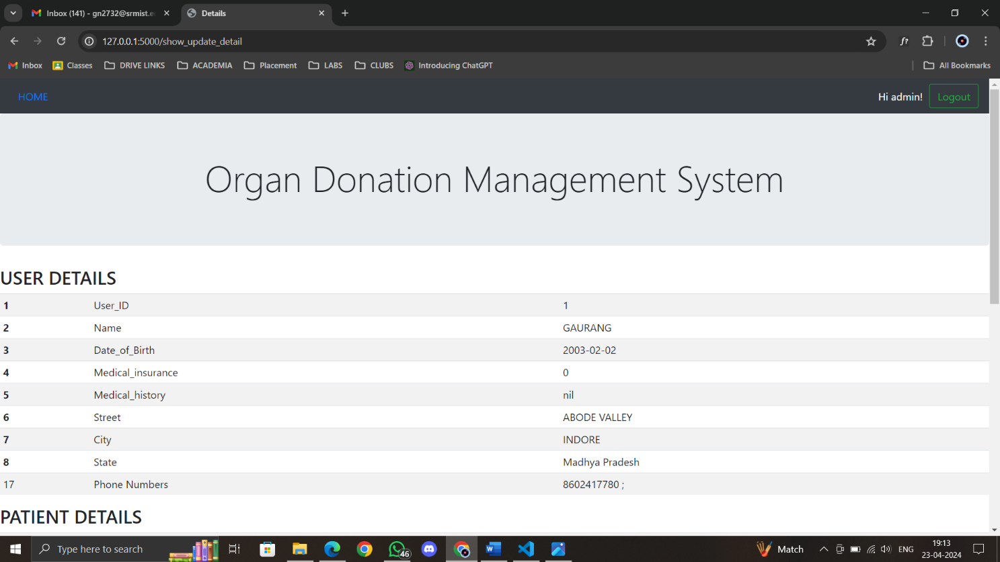 Inbox (141) - gn2732@srmist.e
Details
127.0.0.1:5000/show_update_detail
f?
Inbox
Classes
DRIVE LINKS
ACADEMIA
Placement
LABS
CLUBS
Introducing ChatGPT
All Bookmarks
HOME
Hi admin!
Logout
Organ Donation Management System
USER DETAILS
1 User_ID 1
2 Name GAURANG
3 Date_of_Birth 2003-02-02
4 Medical_insurance 0
5 Medical_history nil
6 Street ABODE VALLEY
7 City INDORE
8 State Madhya Pradesh
17 Phone Numbers 8602417780 ;
PATIENT DETAILS
Type here to search
46
Match
ENG
19:13
23-04-2024